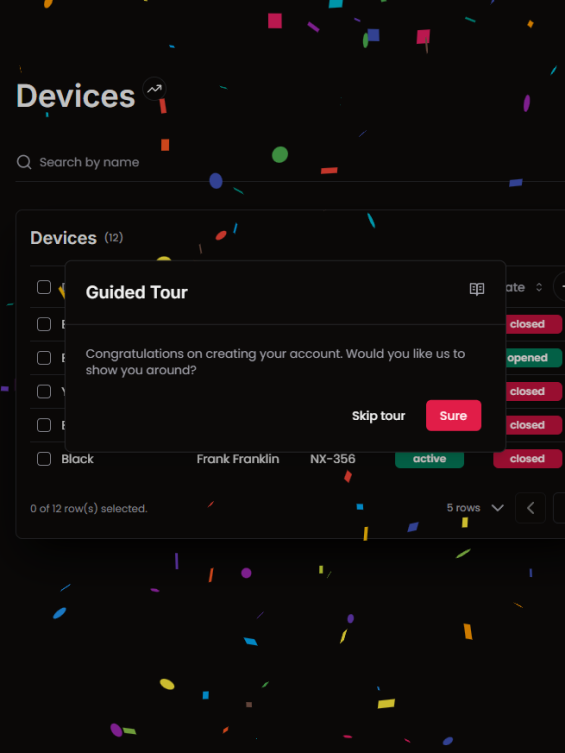 Devices
Search by name
Devices (12)
Guided Tour
ate
closed
Congratulations on creating your account. Would you like us to
show you around?
opened
closed
Skip tour
Sure
closed
Black Frank Franklin NX-356 active closed
0 of 12 row(s) selected.
5 rows